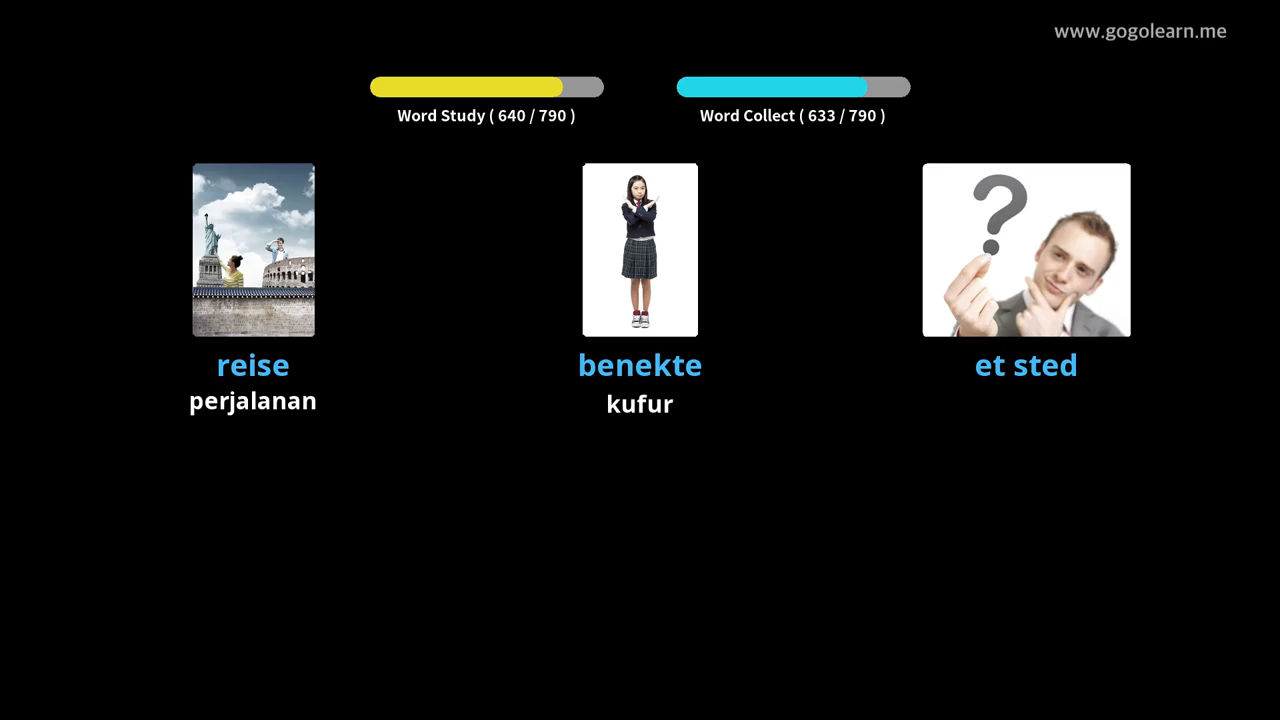 www.gogolearn.me
Word Study ( 640 / 790 )
Word Collect ( 633 / 790 )
reise
perjalanan
benekte
kufur
et sted